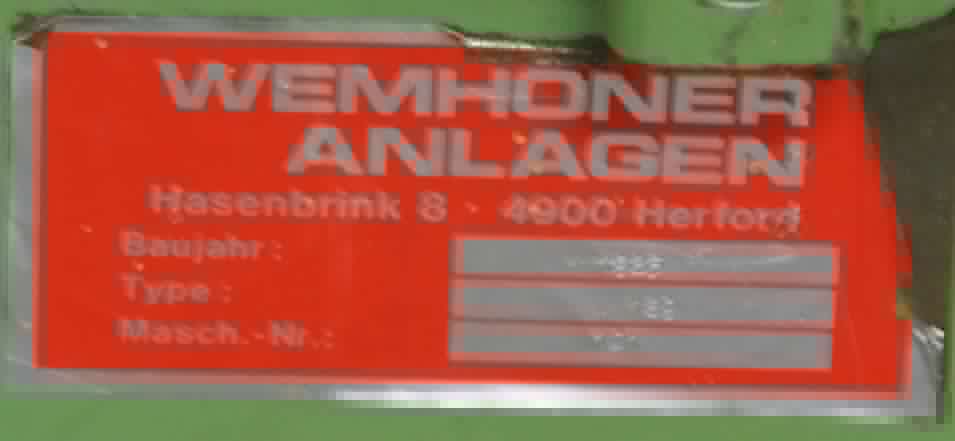 WEMHÖNER
ANLAGEN
Hasenbrink 8 · 4900 Herford
Baujahr:
Type:
Masch.-Nr.: